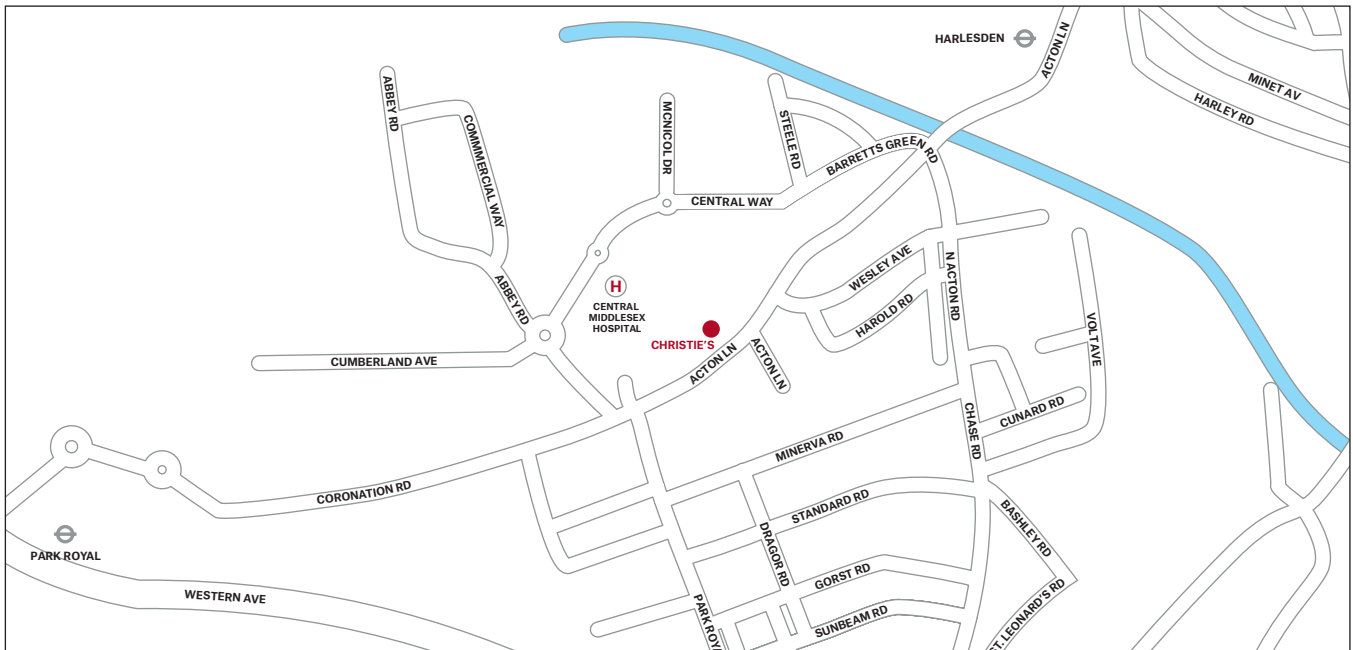 HARLESDEN
ACTON LN
MINET AV
HARLEY RD
ABBEY RD
COMMMERCIAL WAY
MCNICOL DR
STEELE RD
BARRETTS GREEN RD
CENTRAL WAY
ABBEY RD
H
CENTRAL
MIDDLESEX
HOSPITAL
WESLEY AVE
HAROLD RD
N ACTON RD
VOLT AVE
CHRISTIE'S
ACTON LN
ACTON LN
CUMBERLAND AVE
CUNARD RD
CHASE RD
MINERVA RD
CORONATION RD
STANDARD RD
BASHLEY RD
DRAGOR RD
PARK ROYAL
GORST RD
WESTERN AVE
SUNBEAM RD
PARK ROYA
ST. LEONARD'S RD